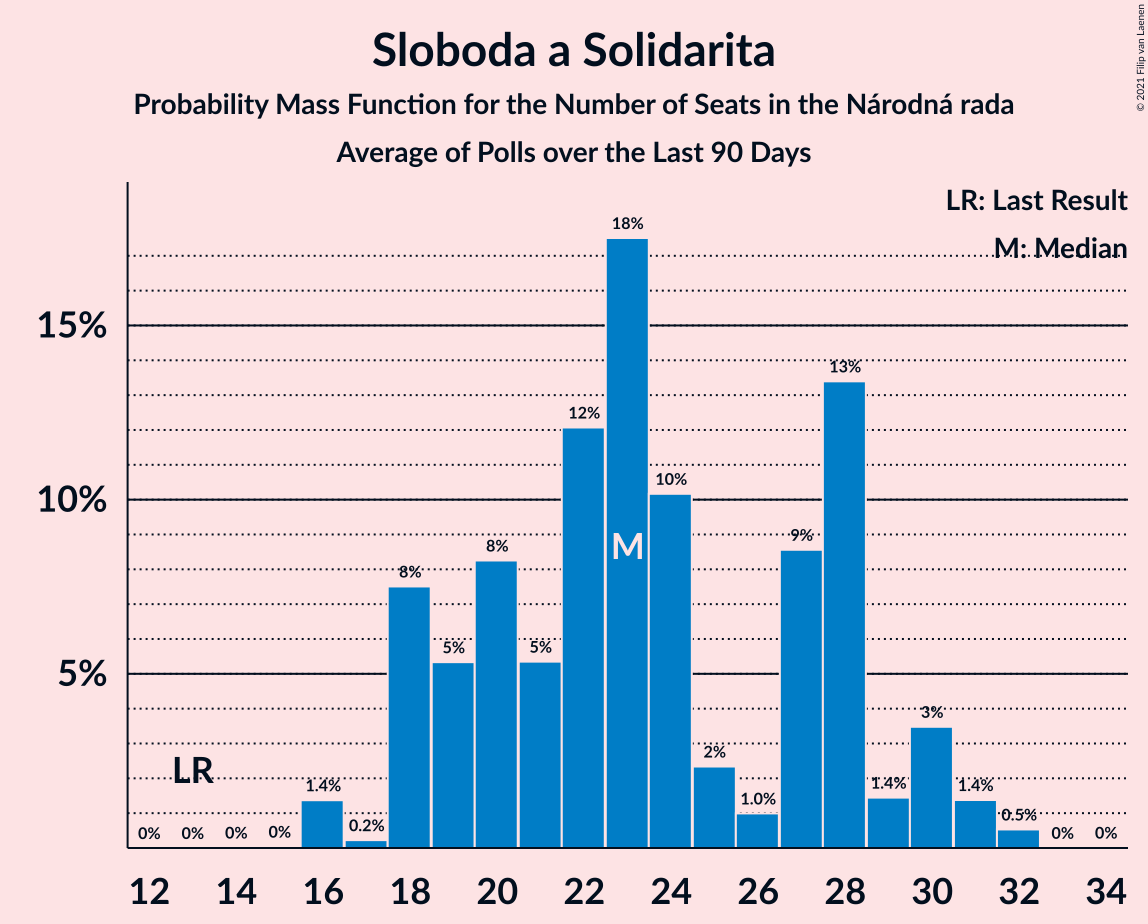 Sloboda a Solidarita
Probability Mass Function for the Number of Seats in the Národná rada
Average of Polls over the Last 90 Days
© 2021 Filip van Laenen
LR: Last Result
M: Median
15%
10%
5%
0%
0%
0%
0%
1.4%
0.2%
8%
5%
8%
5%
12%
18%
10%
2%
1.0%
9%
13%
1.4%
3%
1.4%
0.5%
0%
0%
LR
M
12 14 16 18 20 22 24 26 28 30 32 34